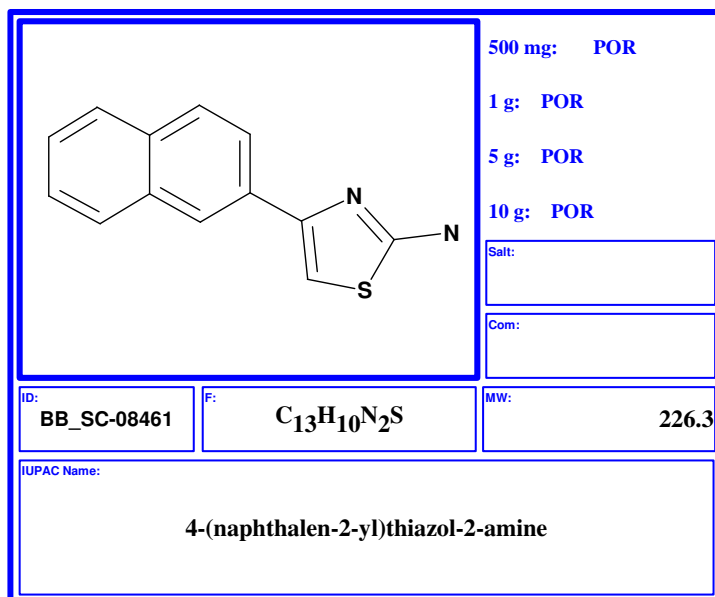 500 mg: POR
1 g: POR
5 g: POR
10 g: POR
N
N
S
Salt:
Com:
ID:
BB_SC-08461
F:
C13H10N2S
MW:
226.3
IUPAC Name:
4-(naphthalen-2-yl)thiazol-2-amine